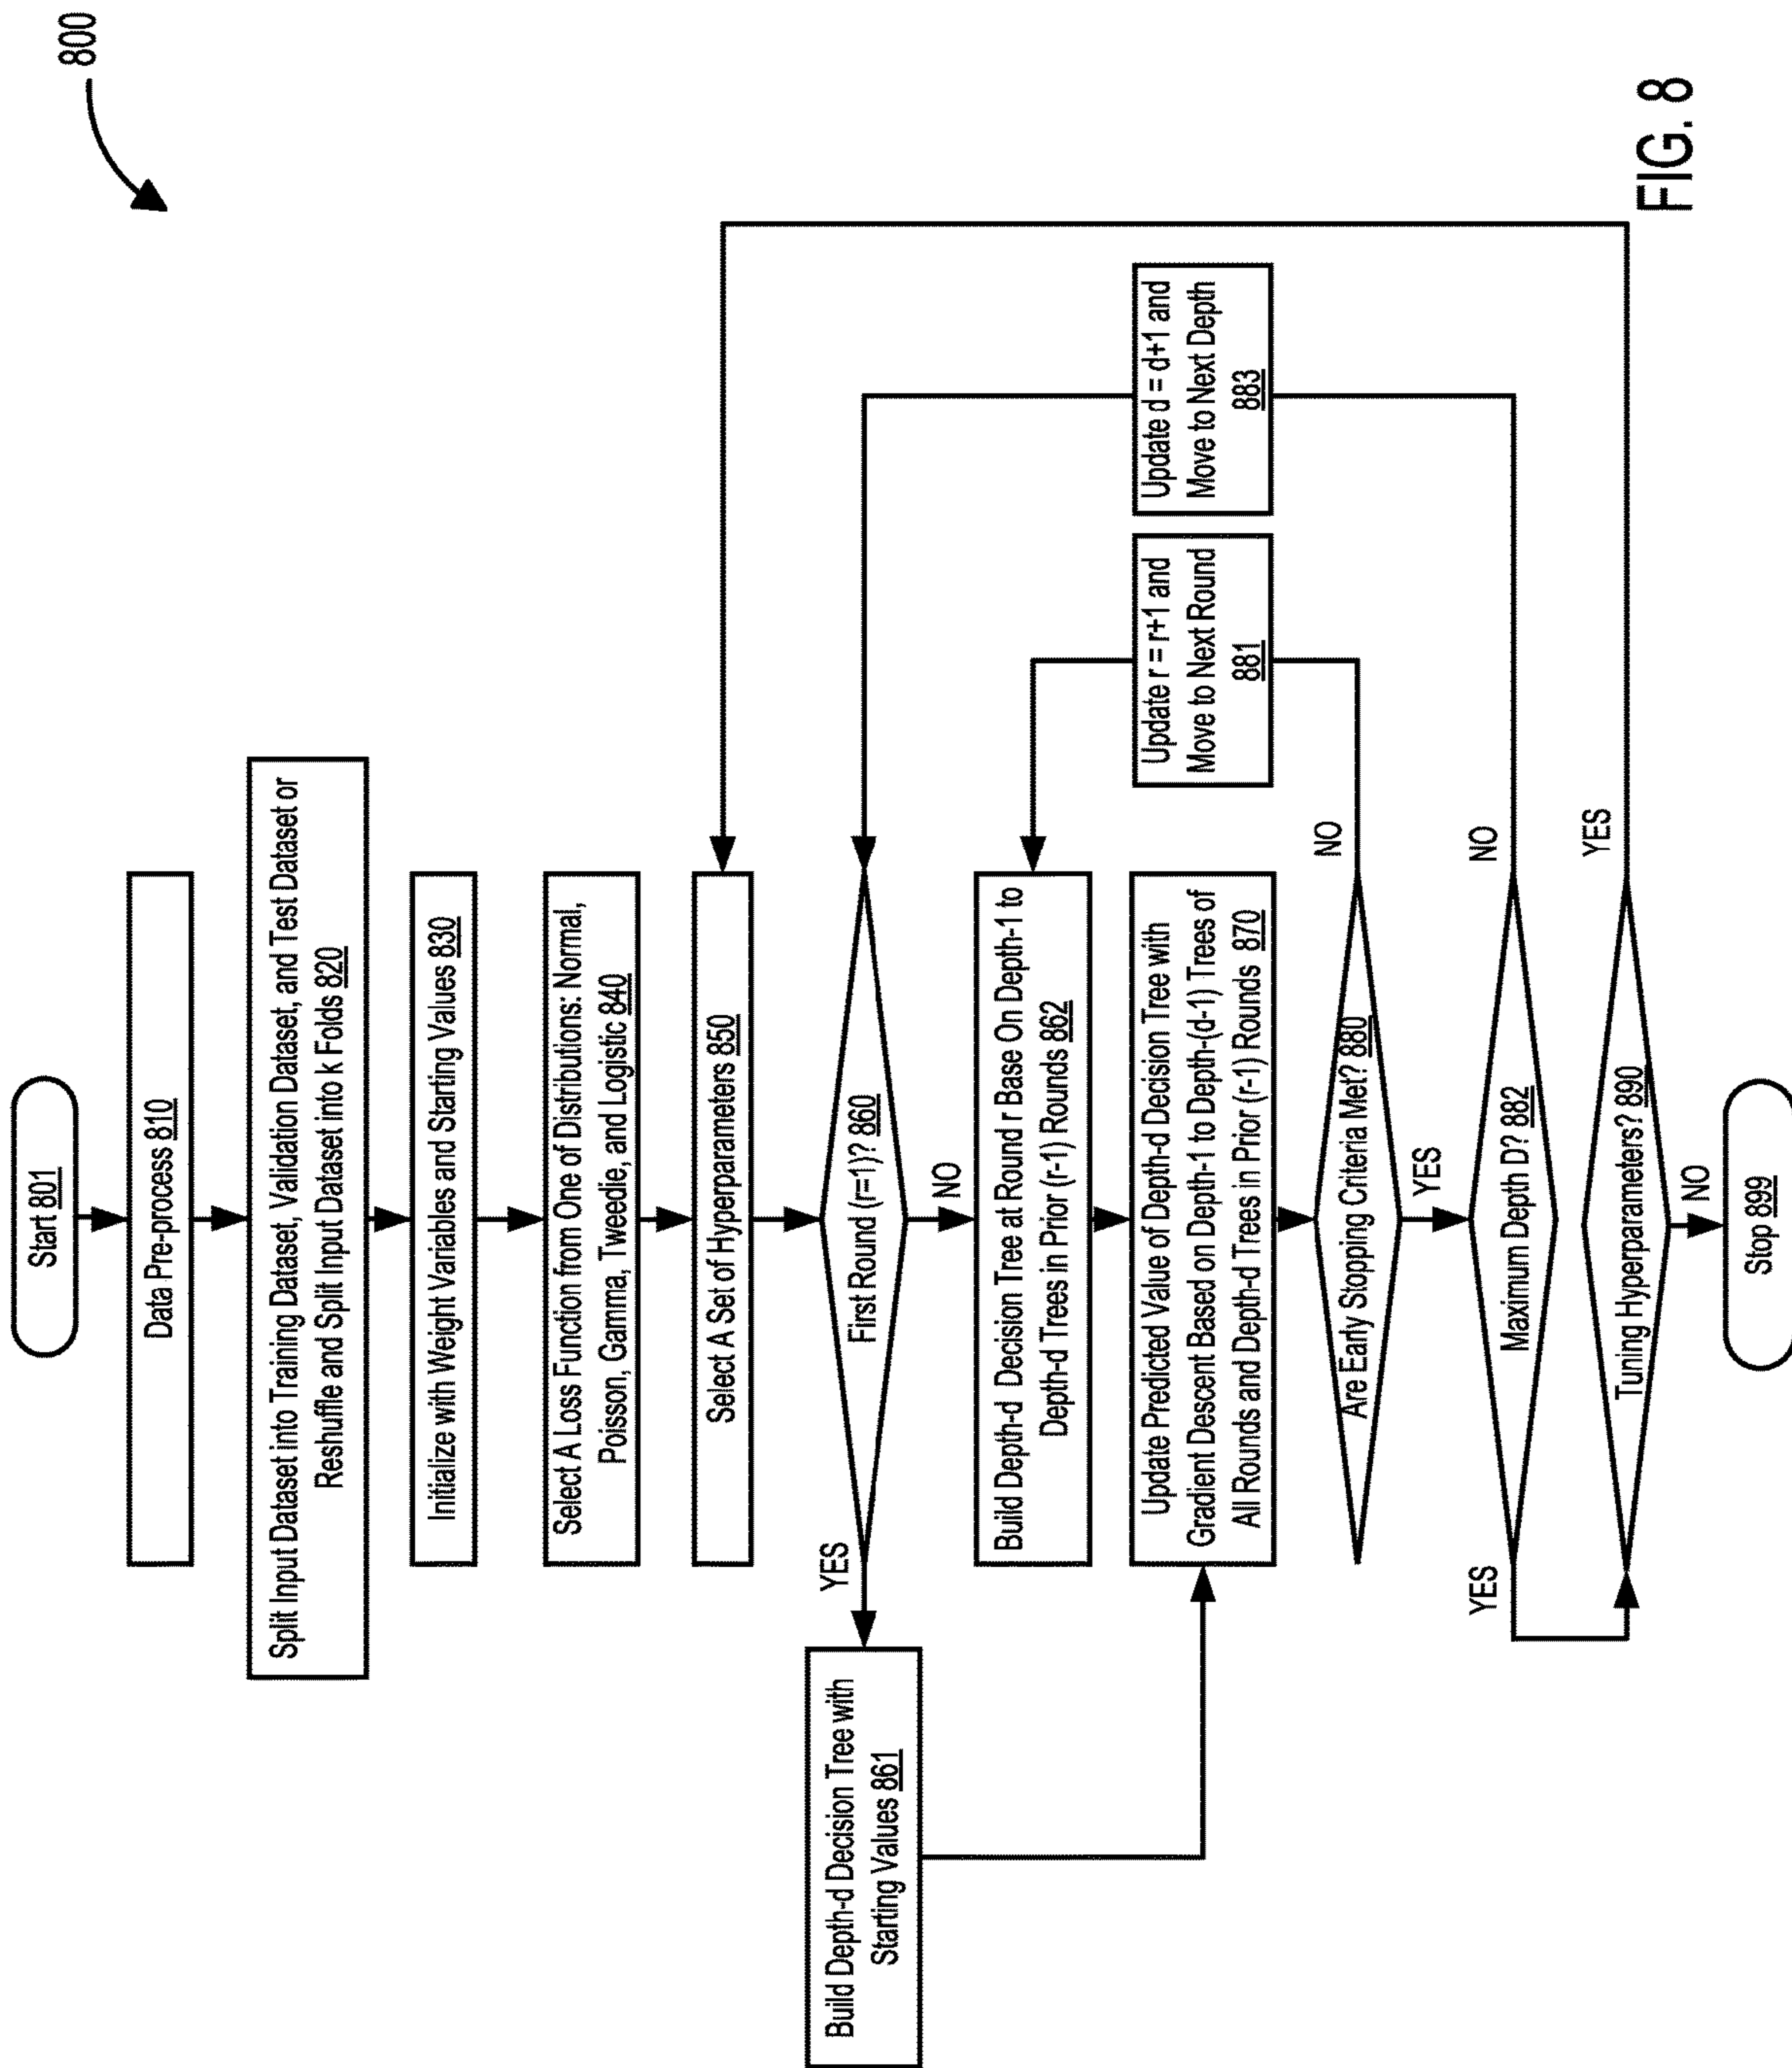 800
Start 801
Data Pre-process 810
Split Input Dataset into Training Dataset, Validation Dataset, and Test Dataset or
Reshuffle and Split Input Dataset into k Folds 820
Initialize with Weight Variables and Starting Values 830
Select A Loss Function from One of Distributions: Normal,
Poisson, Gamma, Tweedie, and Logistic 840
Select A Set of Hyperparameters 850
First Round (r=1)? 860
YES
NO
Build Depth-d Decision Tree with
Starting Values 861
Build Depth-d Decision Tree at Round r Base On Depth-1 to
Depth-d Trees in Prior (r-1) Rounds 862
Update Predicted Value of Depth-d Decision Tree with
Gradient Descent Based on Depth-1 to Depth-(d-1) Trees of
All Rounds and Depth-d Trees in Prior (r-1) Rounds 870
Are Early Stopping Criteria Met? 880
NO
YES
Update r = r+1 and
Move to Next Round
881
Maximum Depth D? 882
NO
YES
Update d = d+1 and
Move to Next Depth
883
Tuning Hyperparameters? 890
YES
NO
Stop 899
FIG. 8